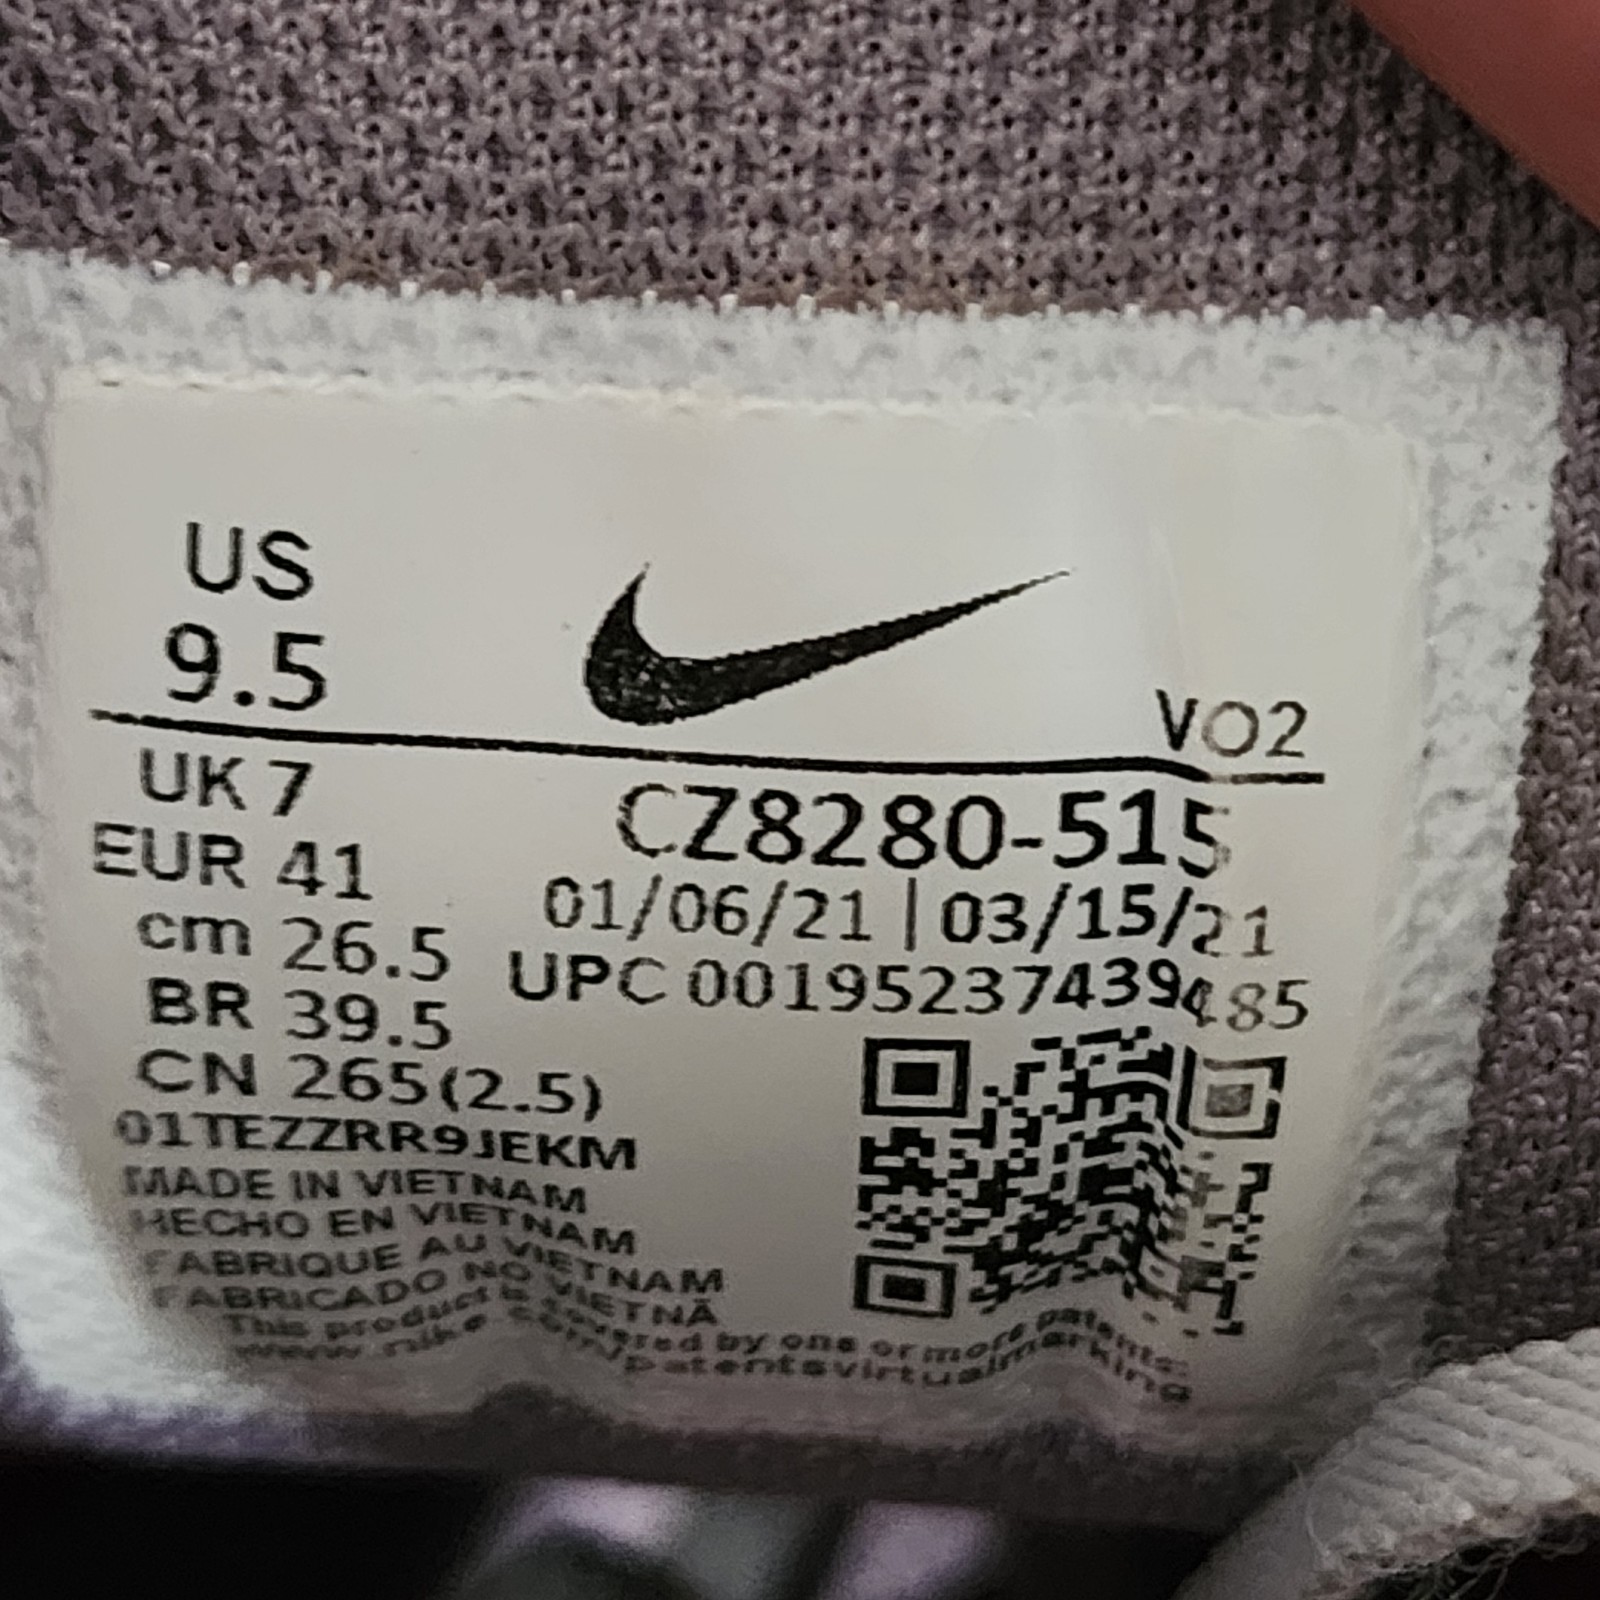 US
9.5
VO2
UK 7
EUR 41
cm 26.5
BR 39.5
CN 265(2.5)
CZ8280-515
01/06/21 | 03/15/21
UPC 00195237439485
01TEZZRR9JEKM
MADE IN VIETNAM
HECHO EN VIETNAM
FABRIQUE AU VIETNAM
FABRICADO NO VIETNÃ
This product is covered by one or more patents:
www.nike.com/patentsvirtualmarking